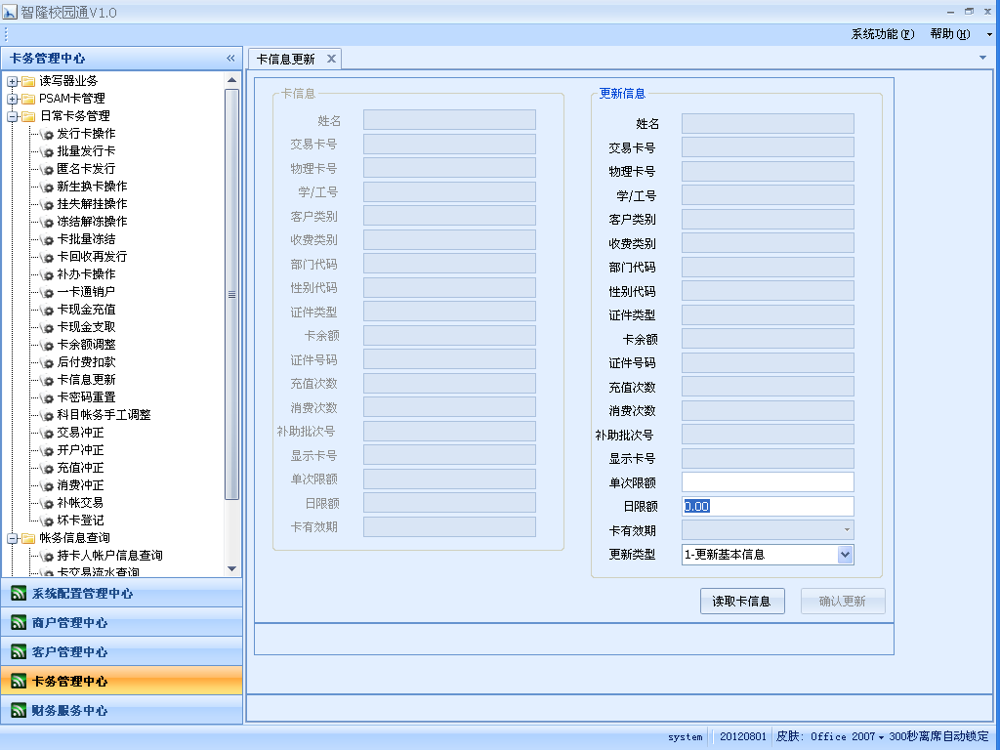 智隆校园通V1.0
系统功能(F) 帮助(H)
卡务管理中心
读写器业务
PSAM卡管理
日常卡务管理
发行卡操作
批量发行卡
匿名卡发行
新生换卡操作
挂失解挂操作
冻结解冻操作
卡批量冻结
卡回收再发行
补办卡操作
一卡通销户
卡现金充值
卡现金支取
卡余额调整
后付费扣款
卡信息更新
卡密码重置
科目帐务手工调整
交易冲正
开户冲正
充值冲正
消费冲正
补帐交易
坏卡登记
帐务信息查询
持卡人帐户信息查询
卡交易流水查询
系统配置管理中心
商户管理中心
客户管理中心
卡务管理中心
财务服务中心
卡信息更新
卡信息
姓名
交易卡号
物理卡号
学/工号
客户类别
收费类别
部门代码
性别代码
证件类型
卡余额
证件号码
充值次数
消费次数
补助批次号
显示卡号
单次限额
日限额
卡有效期
更新信息
姓名
交易卡号
物理卡号
学/工号
客户类别
收费类别
部门代码
性别代码
证件类型
卡余额
证件号码
充值次数
消费次数
补助批次号
显示卡号
单次限额
日限额 0.00
卡有效期
更新类型 1-更新基本信息
读取卡信息 确认更新
system 20120801 皮肤: Office 2007 300秒离席自动锁定